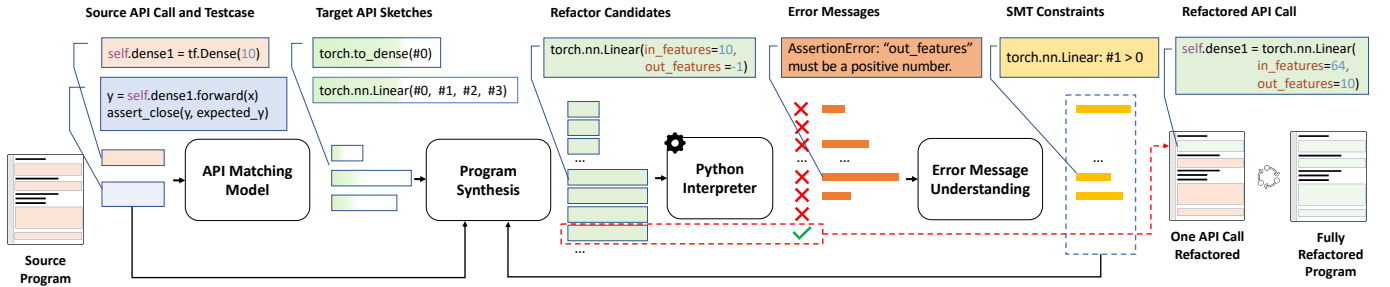 Source API Call and Testcase
Target API Sketches
Refactor Candidates
Error Messages
SMT Constraints
Refactored API Call
self.dense1 = tf.Dense(10)
y = self.dense1.forward(x)
assert_close(y, expected_y)
torch.to_dense(#0)
torch.nn.Linear(#0, #1, #2, #3)
torch.nn.Linear(in_features=10,
out_features =-1)
AssertionError: "out_features"
must be a positive number.
torch.nn.Linear: #1 > 0
self.dense1 = torch.nn.Linear(
in_features=64,
out_features=10)
API Matching
Model
Program
Synthesis
...
...
Python
Interpreter
...
...
Error Message
Understanding
...
Source
Program
One API Call
Refactored
Fully
Refactored
Program